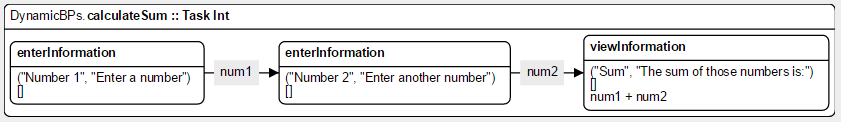 DynamicBPs.calculateSum :: Task Int
enterInformation
("Number 1", "Enter a number")
[]
num1
enterInformation
("Number 2", "Enter another number")
[]
num2
viewInformation
("Sum", "The sum of those numbers is:")
[]
num1 + num2